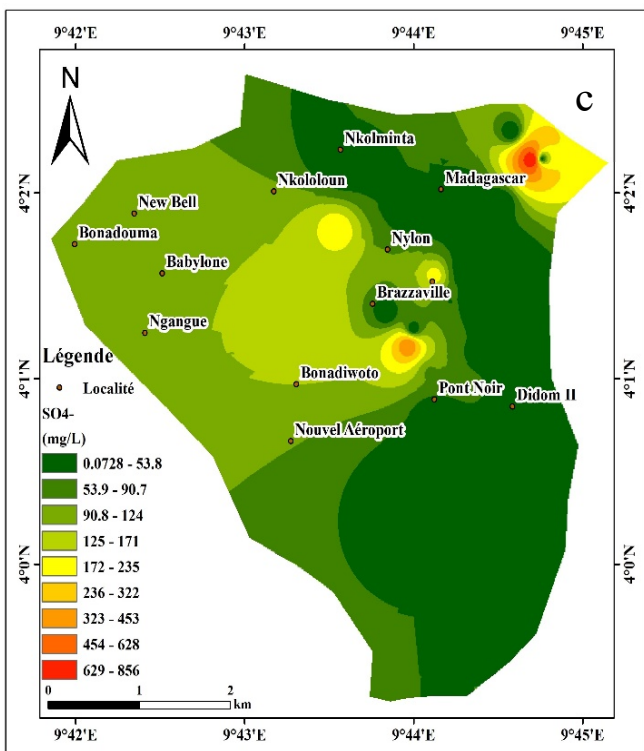 9°42'E 9°43'E 9°44'E 9°45'E
N
c
Nkolminta
4°2'N
4°2'N
Nkololoun
Madagascar
New Bell
Bonadouma
Nylon
Babylone
Brazzaville
Ngangue
Légende
4°1'N
4°1'N
Localité
Bonadiwoto
Pont Noir
Didom II
SO4-
(mg/L)
Nouvel Aéroport
0.0728 - 53.8
53.9 - 90.7
90.8 - 124
125 - 171
172 - 235
236 - 322
323 - 453
454 - 628
629 - 856
4°0'N
4°0'N
0 1 2
km
9°42'E 9°43'E 9°44'E 9°45'E